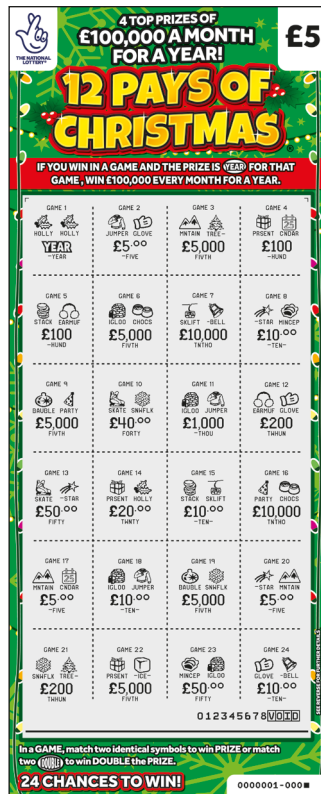 4 TOP PRIZES OF
£100,000 A MONTH
FOR A YEAR!
£5
THE NATIONAL
LOTTERY®
12 PAYS OF
CHRISTMAS
IF YOU WIN IN A GAME AND THE PRIZE IS YEAR FOR THAT
GAME, WIN £100,000 EVERY MONTH FOR A YEAR.
GAME 1 GAME 2 GAME 3 GAME 4
HOLLY HOLLY JUMPER GLOVE MNTAIN TREE- PRSENT CNDAR
YEAR £5.00 £5,000 £100
-YEAR -FIVE FIVTH -HUND
GAME 5 GAME 6 GAME 7 GAME 8
STACK EARMUF IGLOO CHOCS SKLIFT -BELL -STAR MINCEP
£100 £5,000 £10,000 £10.00
-HUND FIVTH TNTHO -TEN-
GAME 9 GAME 10 GAME 11 GAME 12
BAUBLE PARTY SKATE SNWFLK IGLOO JUMPER EARMUF GLOVE
£5,000 £40.00 £1,000 £200
FIVTH FORTY -THOU TWHUN
GAME 13 GAME 14 GAME 15 GAME 16
SKATE -STAR PRSENT HOLLY STACK SKLIFT PARTY CHOCS
£50.00 £20.00 £10.00 £10,000
FIFTY TWNTY -TEN- TNTHO
GAME 17 GAME 18 GAME 19 GAME 20
MNTAIN CNDAR IGLOO JUMPER BAUBLE SNWFLK -STAR MNTAIN
£5.00 £10.00 £5,000 £5.00
-FIVE -TEN- FIVTH -FIVE
GAME 21 GAME 22 GAME 23 GAME 24
SNWFLK TREE- PRSENT -ICE- MINCEP IGLOO GLOVE -BELL
£200 £5,000 £50.00 £10.00
TWHUN FIVTH FIFTY -TEN-
012345678VOID
SEE REVERSE FOR FURTHER DETAILS
In a GAME, match two identical symbols to win PRIZE or match
two DOUBLE to win DOUBLE the PRIZE.
24 CHANCES TO WIN!
0000001-000